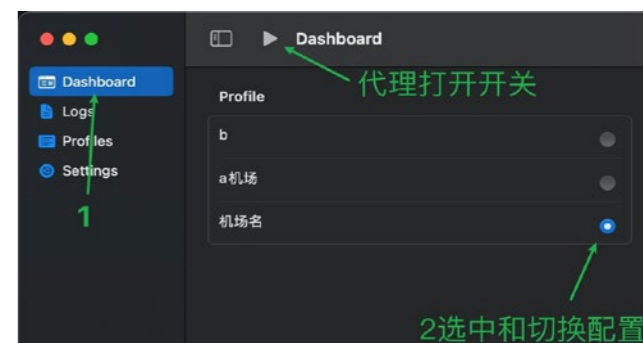 Dashboard
代理打开开关
Dashboard
Logs
Profiles
Settings
1
Profile
b
a机场
机场名
2选中和切换配置